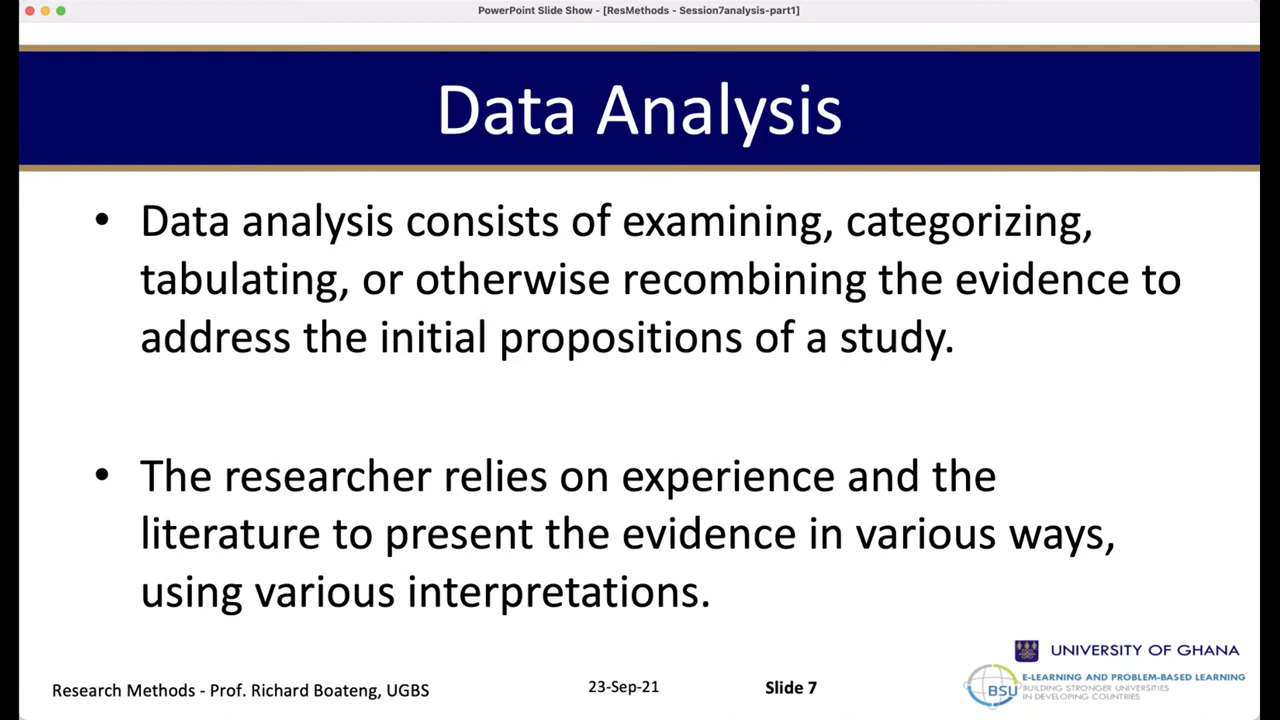 PowerPoint Slide Show - [ResMethods - Session7analysis-part1]
Data Analysis
• Data analysis consists of examining, categorizing,
tabulating, or otherwise recombining the evidence to
address the initial propositions of a study.
• The researcher relies on experience and the
literature to present the evidence in various ways,
using various interpretations.
UNIVERSITY OF GHANA
BSU
E-LEARNING AND PROBLEM-BASED LEARNING
BUILDING STRONGER UNIVERSITIES
IN DEVELOPING COUNTRIES
Research Methods - Prof. Richard Boateng, UGBS
23-Sep-21
Slide 7